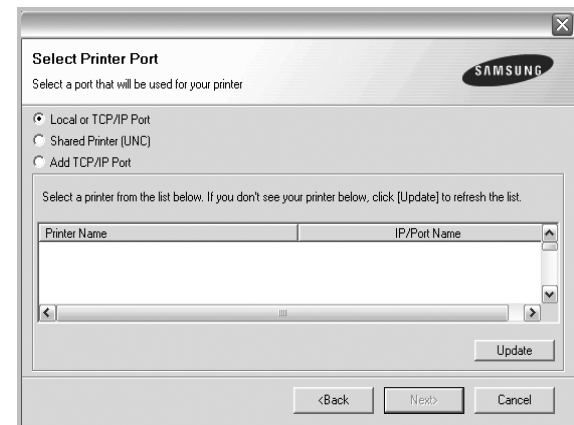 Select Printer Port
SAMSUNG
Select a port that will be used for your printer
Local or TCP/IP Port
Shared Printer (UNC)
Add TCP/IP Port
Select a printer from the list below. If you don't see your printer below, click [Update] to refresh the list.
Printer Name IP/Port Name
Update
<Back Next> Cancel